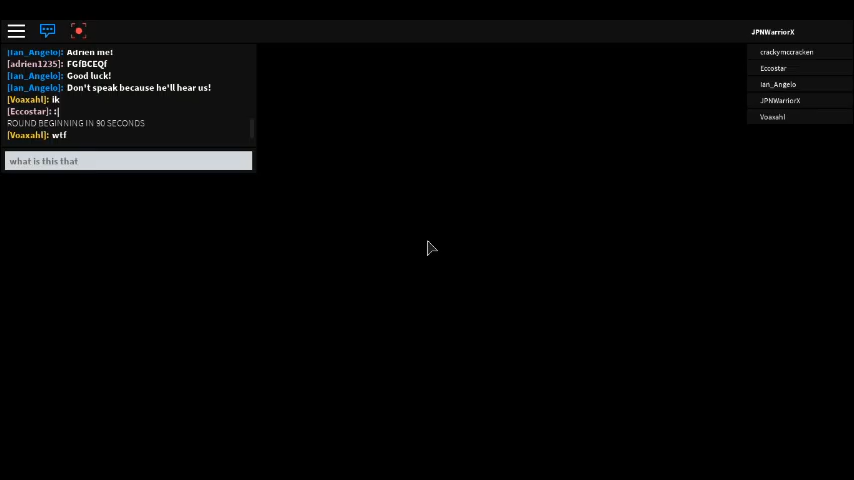 JPNWarriorX
[Ian_Angelo]: Adrien me!
[adrien1235]: FGfBCEQf
[Ian_Angelo]: Good luck!
[Ian_Angelo]: Don't speak because he'll hear us!
[Voaxahl]: ik
[Eccostar]: :|
ROUND BEGINNING IN 90 SECONDS
[Voaxahl]: wtf
what is this that
crackymccracken
Eccostar
Ian_Angelo
JPNWarriorX
Voaxahl